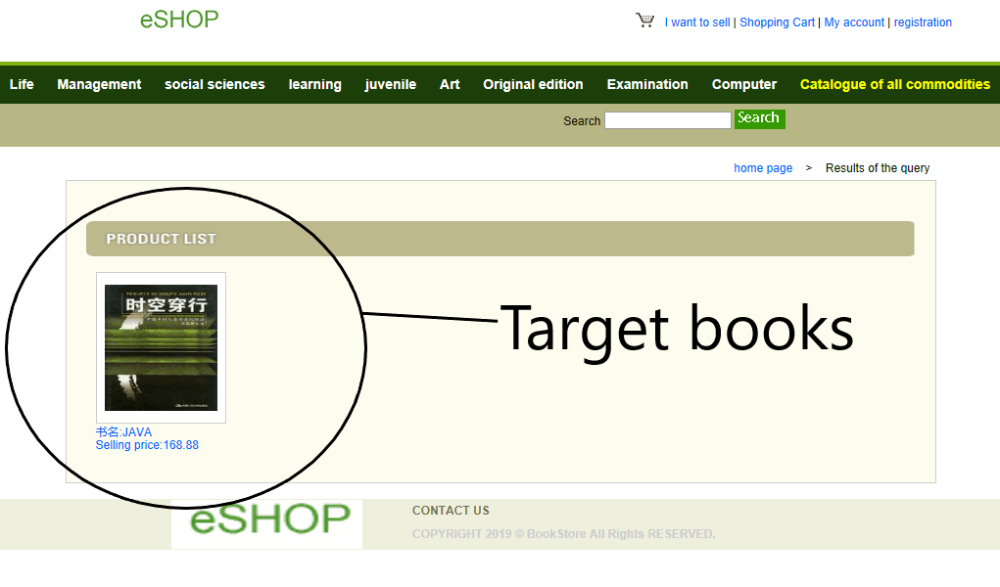 eSHOP
I want to sell | Shopping Cart | My account | registration
Life Management social sciences learning juvenile Art Original edition Examination Computer Catalogue of all commodities
Search Search
home page > Results of the query
PRODUCT LIST
时空穿行
Target books
书名:JAVA
Selling price:168.88
eSHOP
CONTACT US
COPYRIGHT 2019 © BookStore All Rights RESERVED.